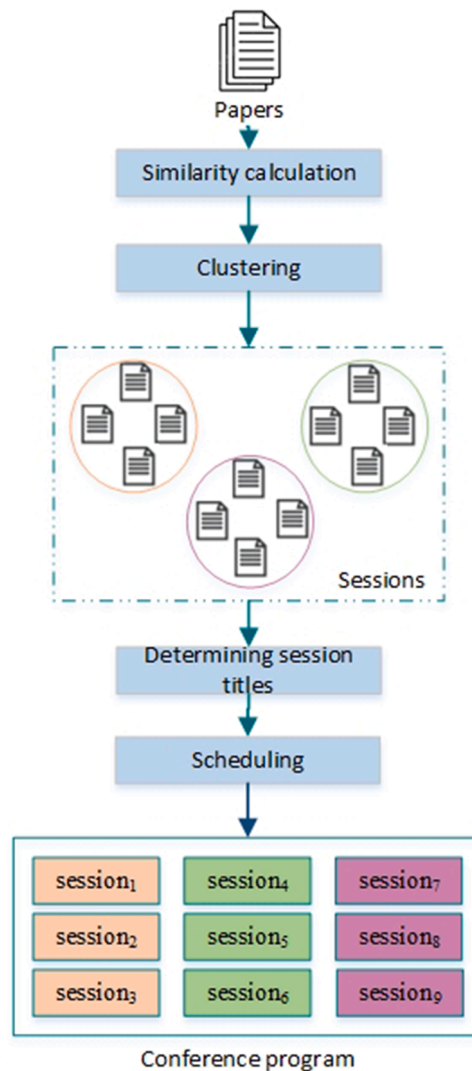 Papers
Similarity calculation
Clustering
Sessions
Determining session
titles
Scheduling
session₁ session₄ session₇
session₂ session₅ session₈
session₃ session₆ session₉
Conference program